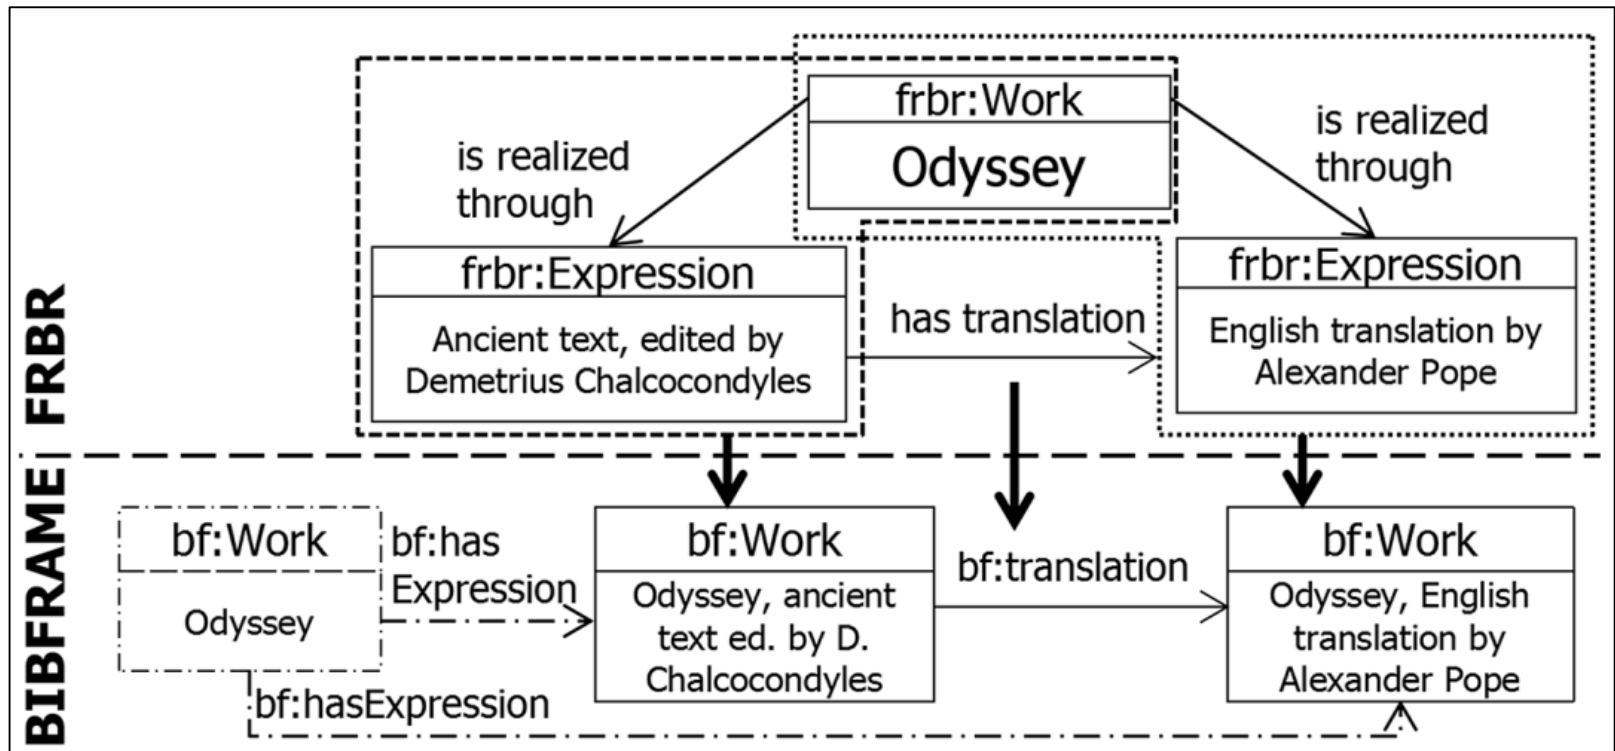 FRBR
frbr:Work
Odyssey
is realized
through
is realized
through
frbr:Expression
Ancient text, edited by
Demetrius Chalcocondyles
has translation
frbr:Expression
English translation by
Alexander Pope
BIBFRAME
bf:Work
Odyssey
bf:has
Expression
bf:Work
Odyssey, ancient
text ed. by D.
Chalcocondyles
bf:translation
bf:Work
Odyssey, English
translation by
Alexander Pope
bf:hasExpression